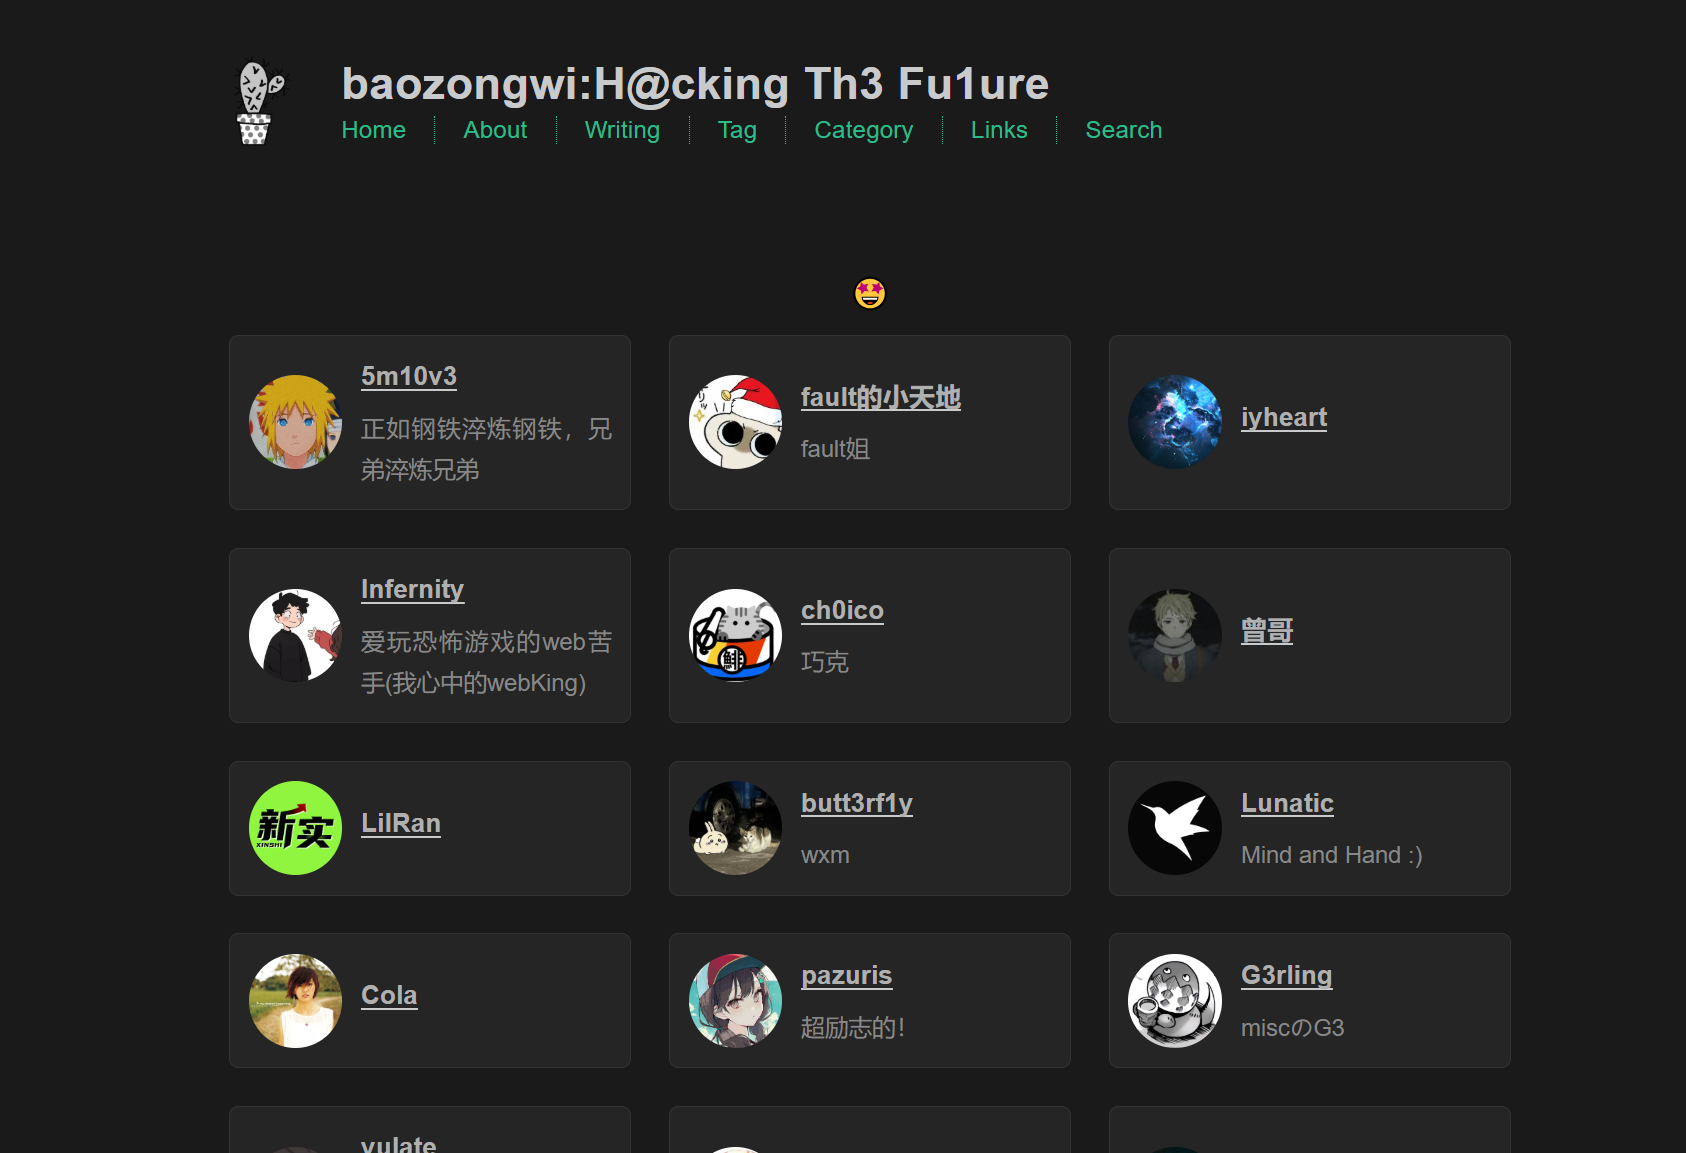 baozongwi:H@cking Th3 Fu1ure
Home
About
Writing
Tag
Category
Links
Search
5m10v3
正如钢铁淬炼钢铁，兄
弟淬炼兄弟
fault的小天地
fault姐
iyheart
Infernity
爱玩恐怖游戏的web苦
手(我心中的webKing)
ch0ico
巧克
曾哥
新实
XINSHI
LilRan
butt3rf1y
wxm
Lunatic
Mind and Hand :)
Cola
pazuris
超励志的！
G3rling
miscのG3
yulate